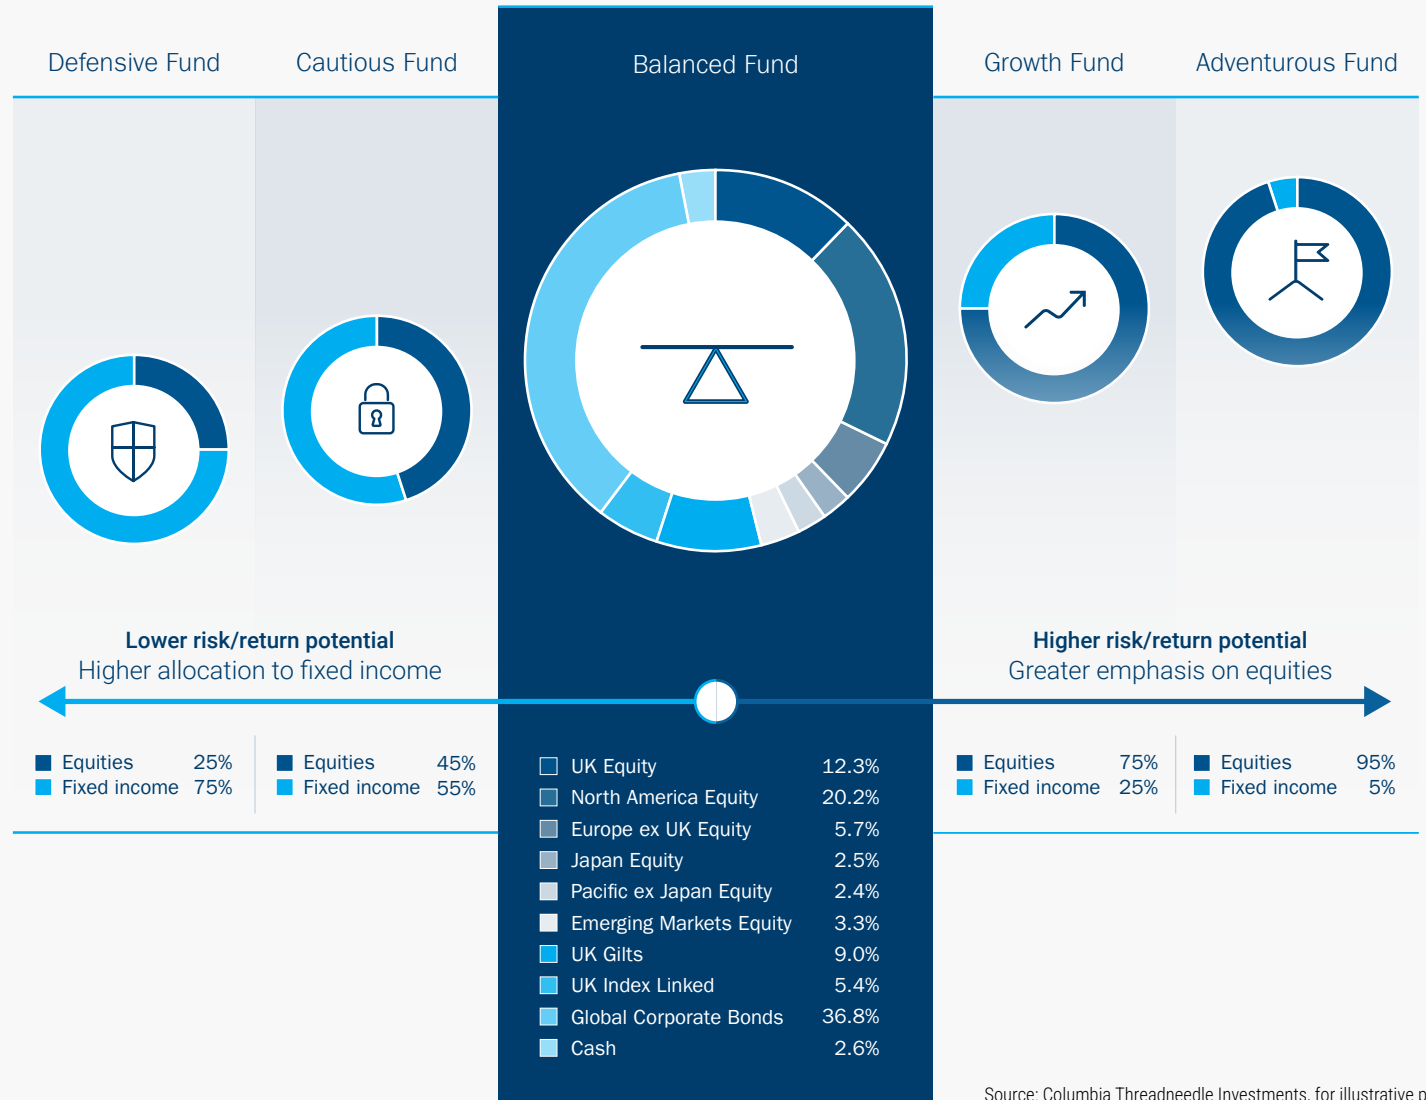 Defensive Fund
Cautious Fund
Balanced Fund
Growth Fund
Adventurous Fund
Lower risk/return potential
Higher allocation to fixed income
Higher risk/return potential
Greater emphasis on equities
Equities 25%
Fixed income 75%
Equities 45%
Fixed income 55%
UK Equity 12.3%
North America Equity 20.2%
Europe ex UK Equity 5.7%
Japan Equity 2.5%
Pacific ex Japan Equity 2.4%
Emerging Markets Equity 3.3%
UK Gilts 9.0%
UK Index Linked 5.4%
Global Corporate Bonds 36.8%
Cash 2.6%
Equities 75%
Fixed income 25%
Equities 95%
Fixed income 5%
Source: Columbia Threadneedle Investments, for illustrative